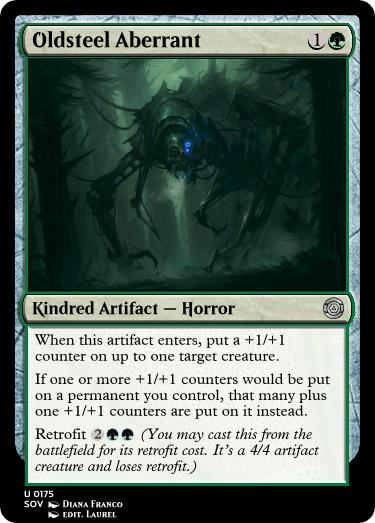 Oldsteel Aberrant 1
Kindred Artifact — Horror
When this artifact enters, put a +1/+1
counter on up to one target creature.
If one or more +1/+1 counters would be put
on a permanent you control, that many plus
one +1/+1 counters are put on it instead.
Retrofit 2 (You may cast this from the
battlefield for its retrofit cost. It's a 4/4 artifact
creature and loses retrofit.)
U 0175
SOV Diana Franco
edit. Laurel